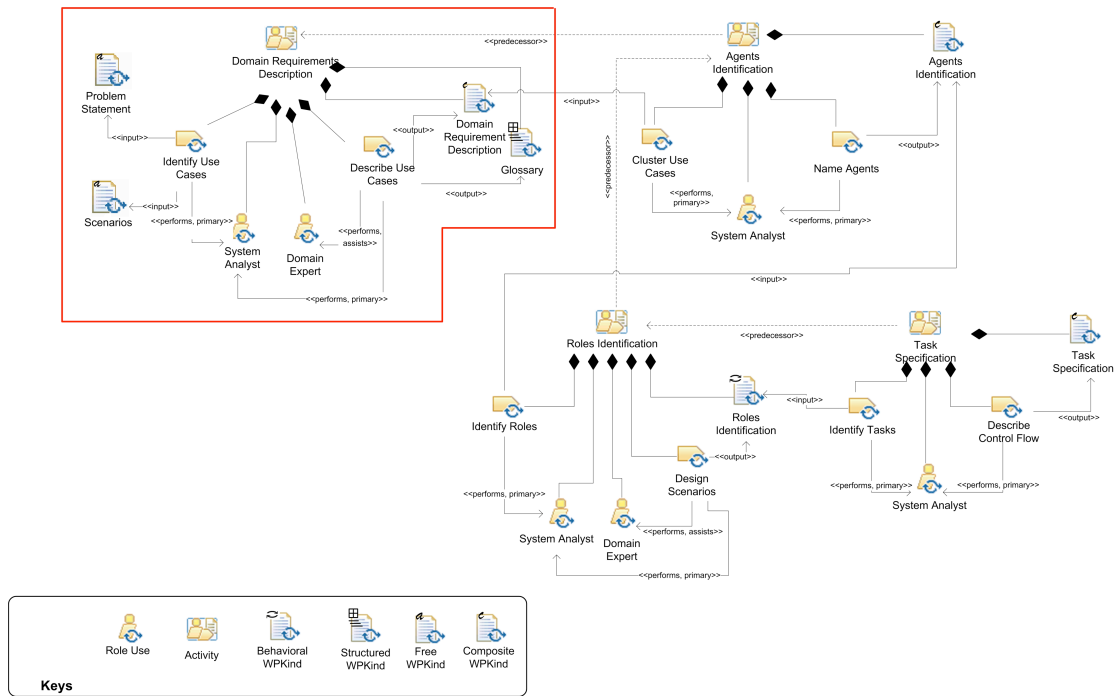 <<predecessor>>
Domain Requirements
Description
Agents
Identification
a
c
Agents
Identification
Problem
Statement
<<input>>
Identify Use
Cases
a
Scenarios
<<input>>
<<performs, primary>>
System
Analyst
Domain
Expert
<<performs,
assists>>
<<performs, primary>>
Describe Use
Cases
<<output>>
c
Domain
Requirement
Description
Glossary
<<output>>
<<input>>
<<predecessor>>
Cluster Use
Cases
Name Agents
<<output>>
<<performs,
primary>>
<<performs, primary>>
System Analyst
<<input>>
Roles Identification
<<predecessor>>
Task
Specification
c
Task
Specification
Identify Roles
Roles
Identification
<<input>>
Identify Tasks
Describe
Control Flow
<<output>>
Design
Scenarios
<<output>>
<<performs, primary>>
System Analyst
Domain
Expert
<<performs, assists>>
<<performs, primary>>
<<performs, primary>>
<<performs, primary>>
System Analyst
Role Use
Activity
Behavioral
WPKind
Structured
WPKind
a
Free
WPKind
c
Composite
WPKind
Keys